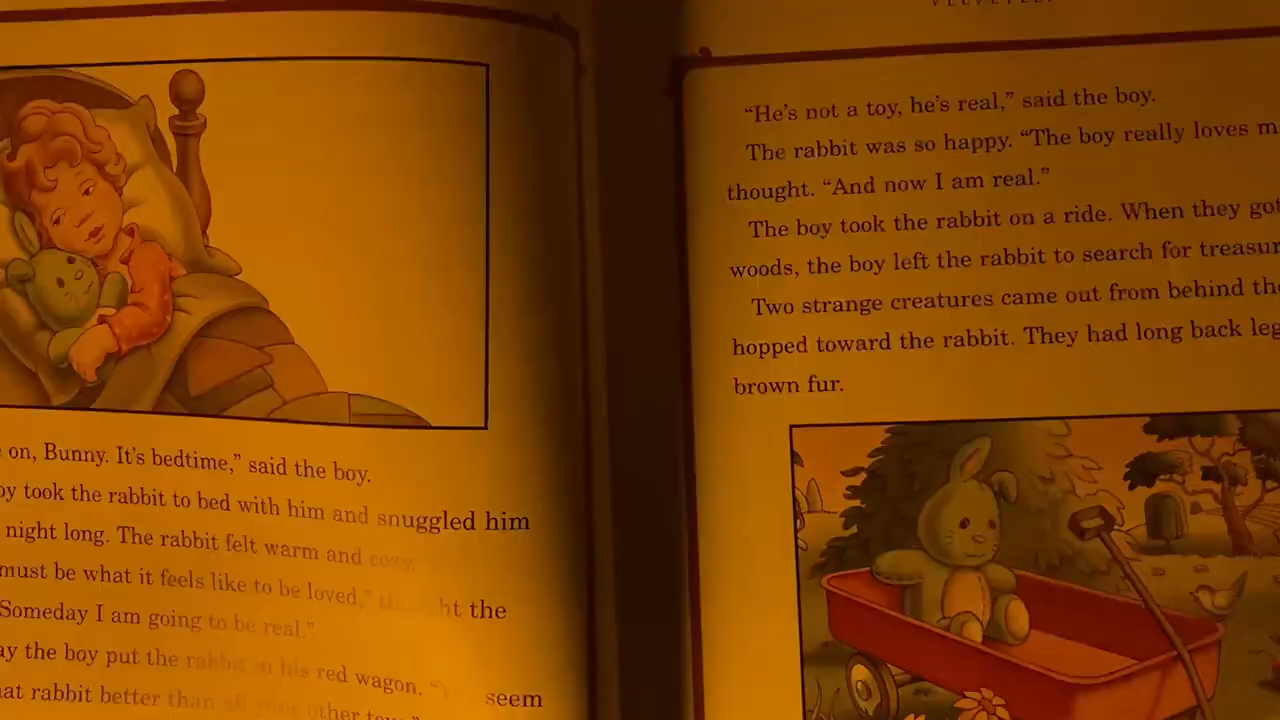 on, Bunny. It's bedtime," said the boy.
took the rabbit to bed with him and snuggled him
night long. The rabbit felt warm and cozy.
must be what it feels like to be loved," the
Someday I am going to be real."
the boy put the rabbit in his red wagon. seem
rabbit better than other
"He's not a toy, he's real," said the boy.
The rabbit was so happy. "The boy really loves
thought. "And now I am real."
The boy took the rabbit on a ride. When they got
woods, the boy left the rabbit to search for
Two strange creatures came out from behind
hopped toward the rabbit. They had long back
brown fur.